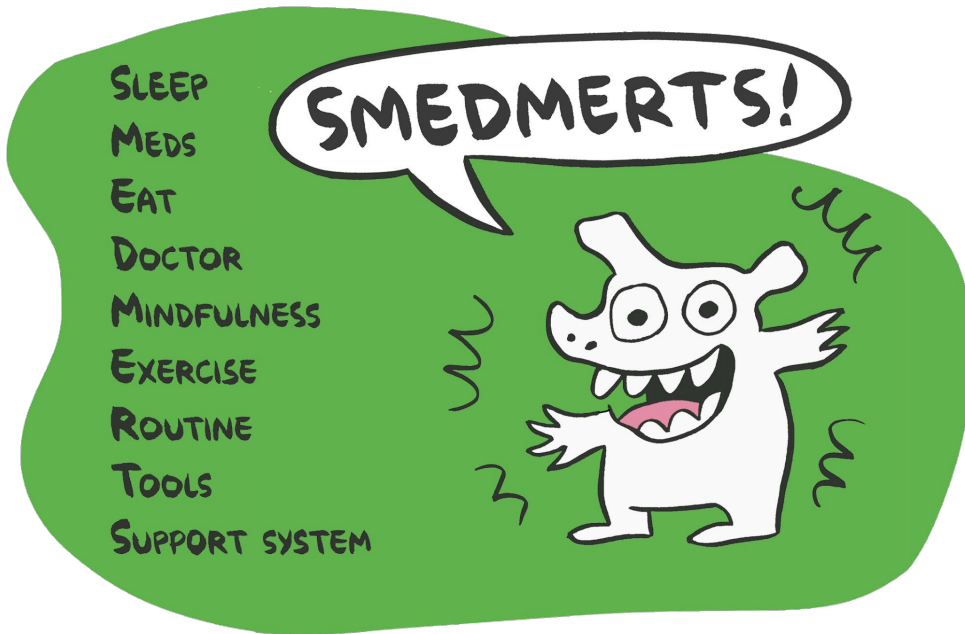 SMEDMERTS!
SLEEP
MEDS
EAT
DOCTOR
MINDFULNESS
EXERCISE
ROUTINE
TOOLS
SUPPORT SYSTEM